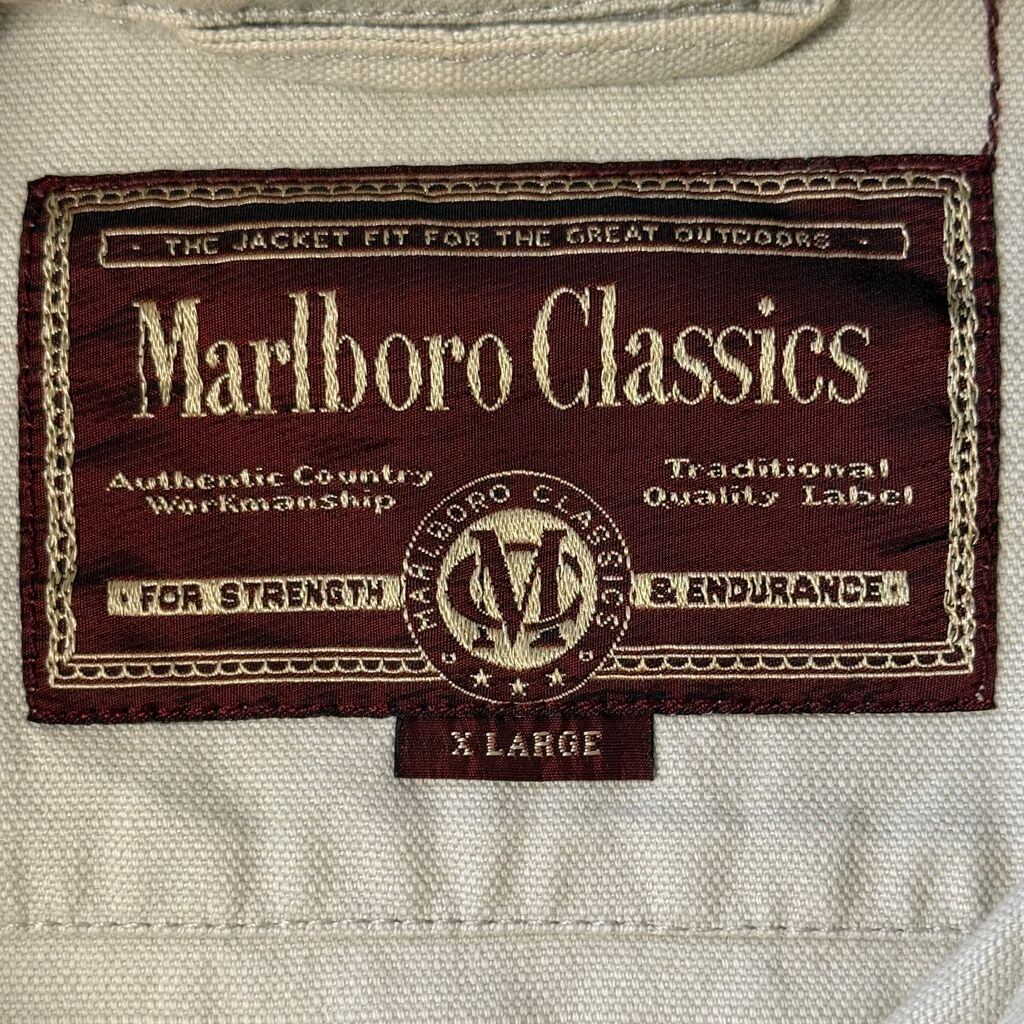 · THE JACKET FIT FOR THE GREAT OUTDOORS ·
Marlboro Classics
Authentic Country
Workmanship
Traditional
Quality Label
MARLBORO CLASSICS
MC
· FOR STRENGTH & ENDURANCE ·
X LARGE